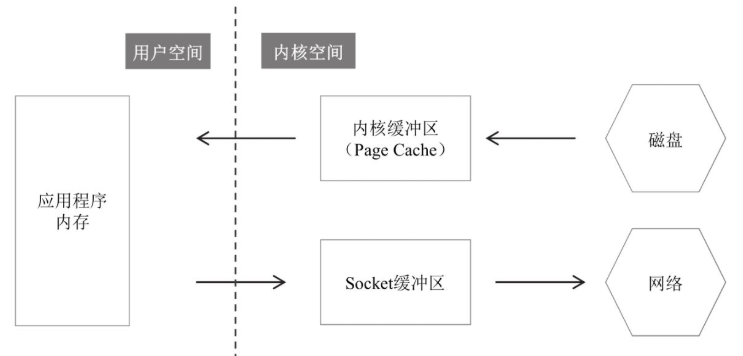 用户空间
内核空间
内核缓冲区
（Page Cache）
磁盘
应用程序
内存
Socket缓冲区
网络